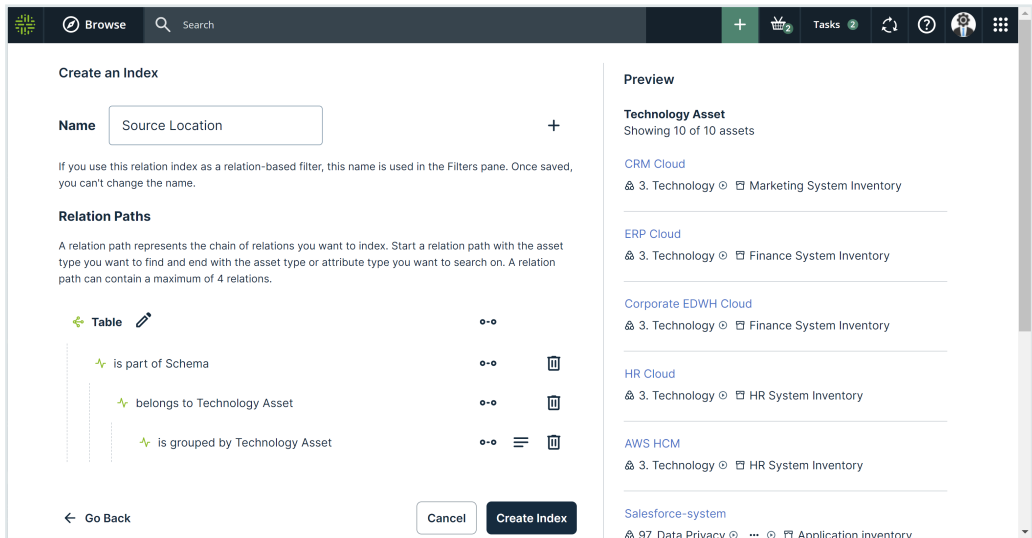 Browse
Search
2
Tasks 2
Create an Index
Name
Source Location
If you use this relation index as a relation-based filter, this name is used in the Filters pane. Once saved,
you can't change the name.
Relation Paths
A relation path represents the chain of relations you want to index. Start a relation path with the asset
type you want to find and end with the asset type or attribute type you want to search on. A relation
path can contain a maximum of 4 relations.
Table
is part of Schema
belongs to Technology Asset
is grouped by Technology Asset
Go Back
Cancel
Create Index
Preview
Technology Asset
Showing 10 of 10 assets
CRM Cloud
3. Technology Marketing System Inventory
ERP Cloud
3. Technology Finance System Inventory
Corporate EDWH Cloud
3. Technology Finance System Inventory
HR Cloud
3. Technology HR System Inventory
AWS HCM
3. Technology HR System Inventory
Salesforce-system
97. Data Privacy ... Application inventory